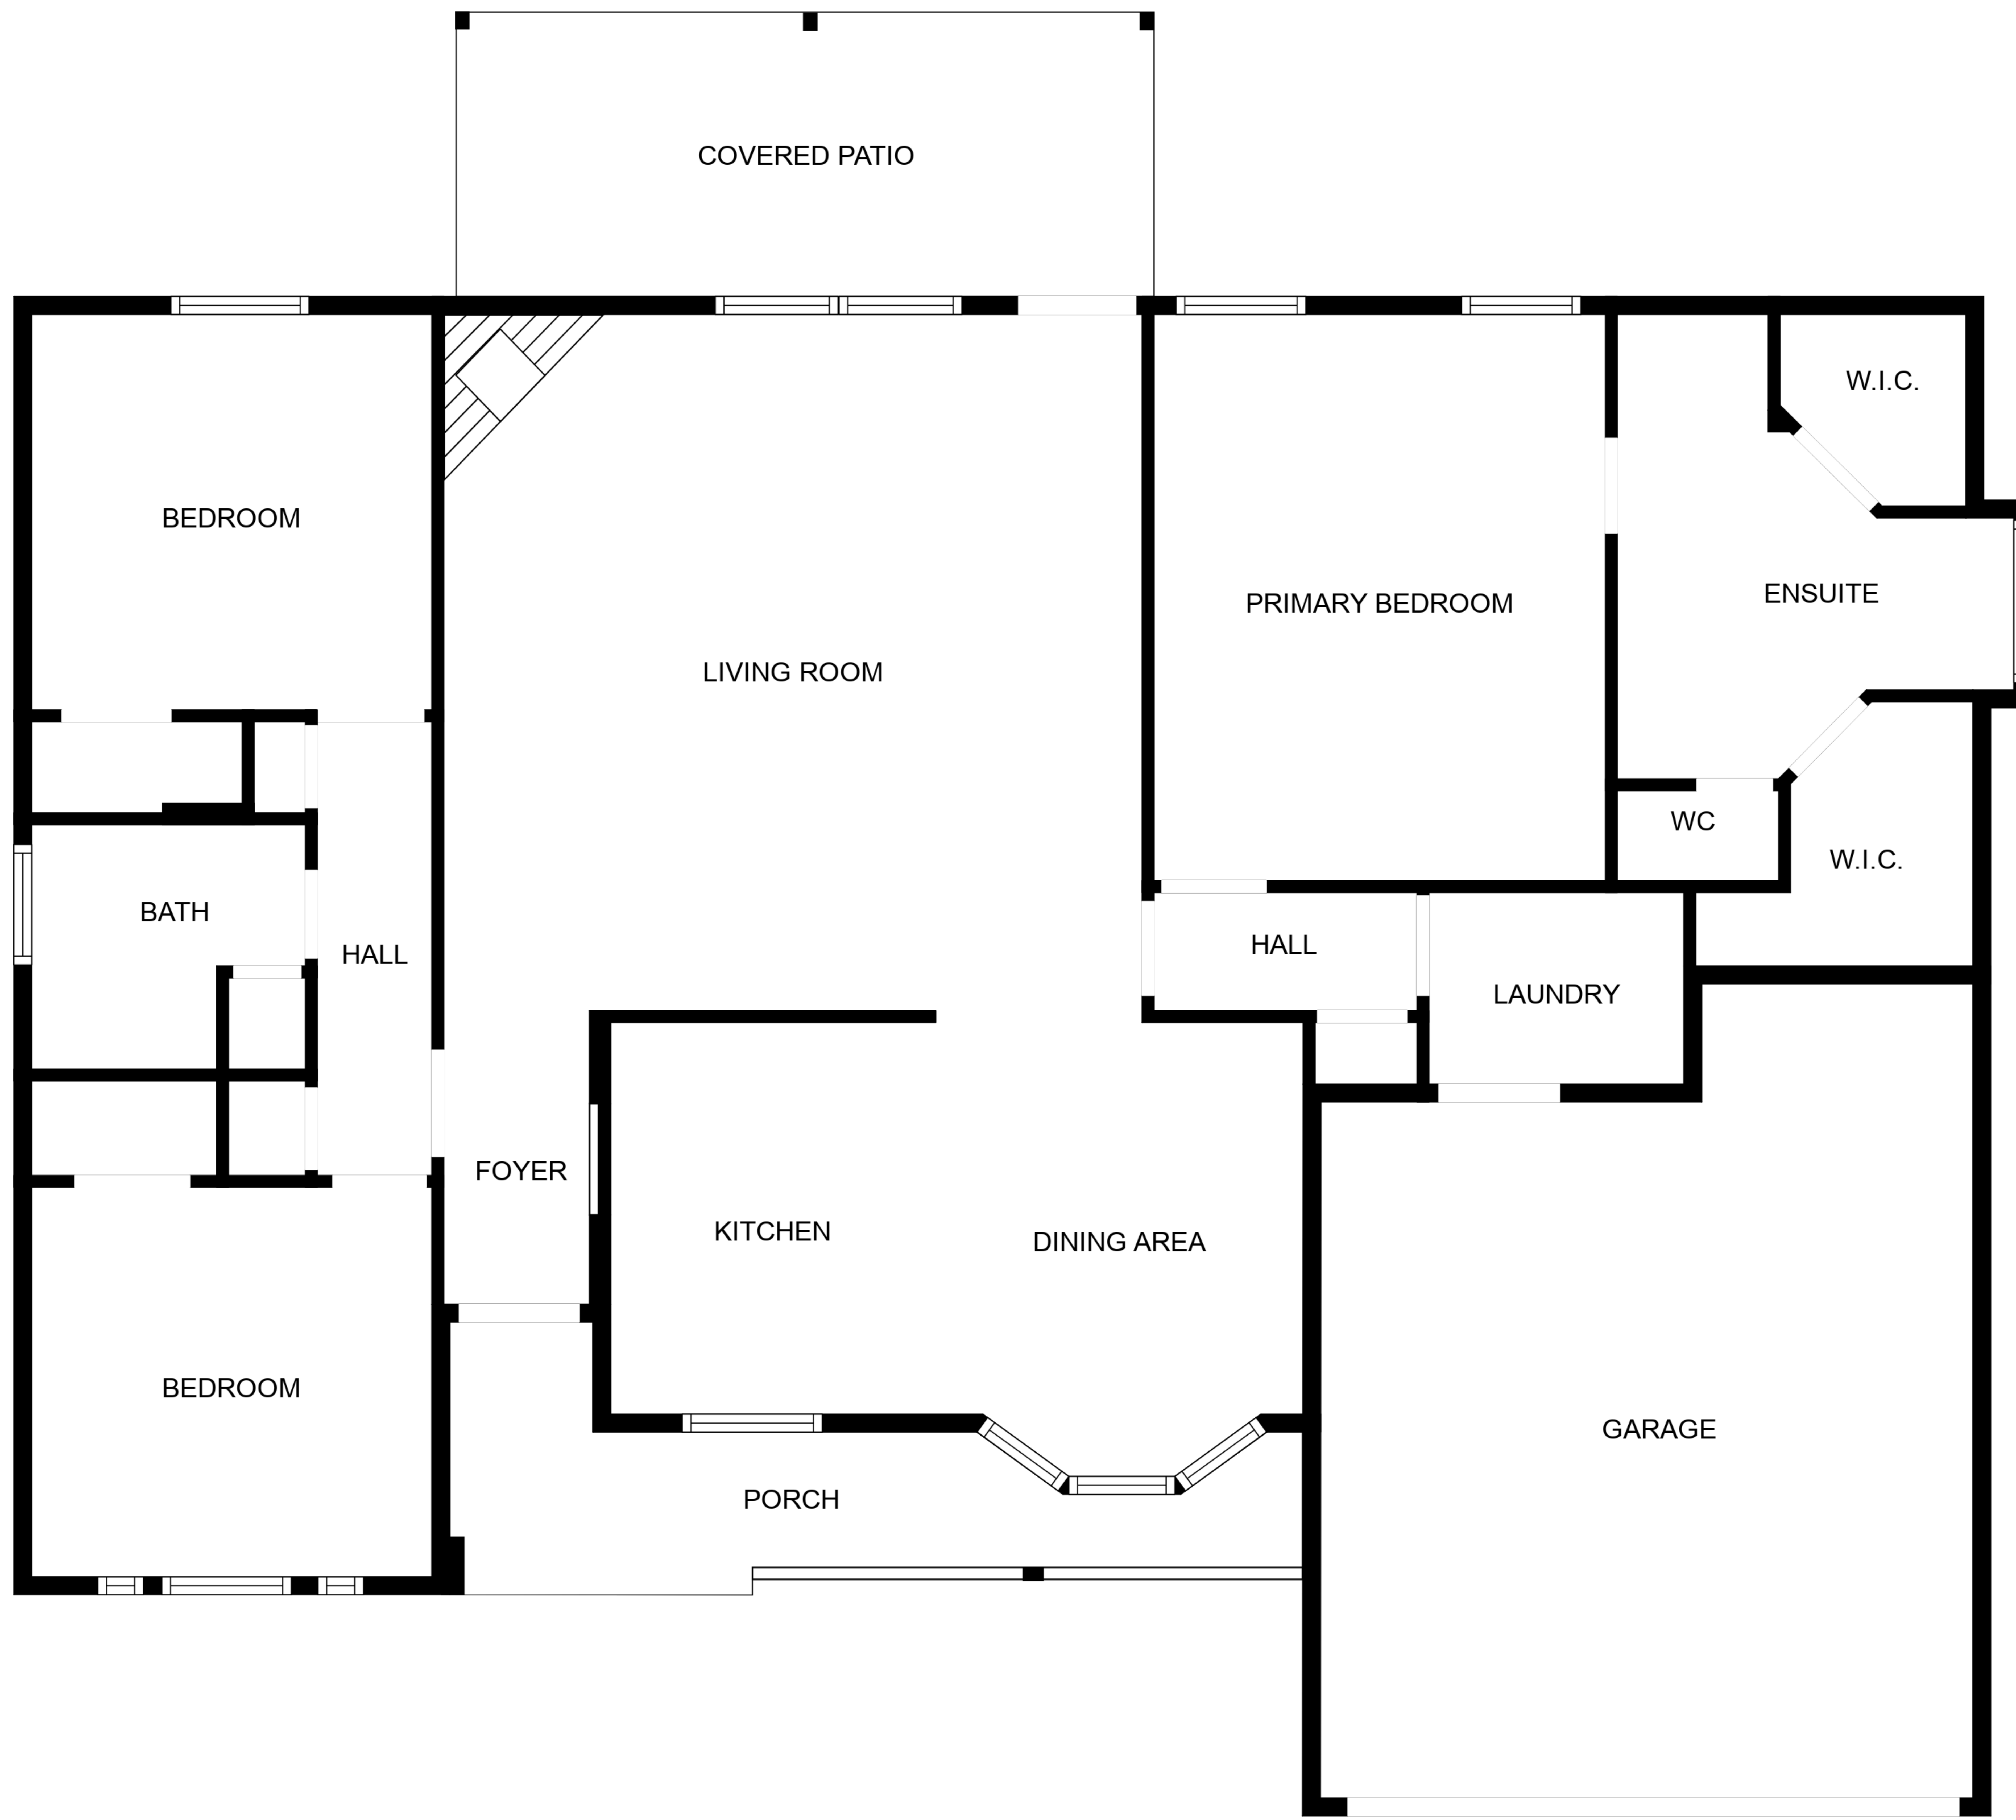 COVERED PATIO
W.I.C.
BEDROOM
ENSUITE
PRIMARY BEDROOM
LIVING ROOM
WC
W.I.C.
BATH
HALL
HALL
LAUNDRY
FOYER
KITCHEN
DINING AREA
BEDROOM
GARAGE
PORCH